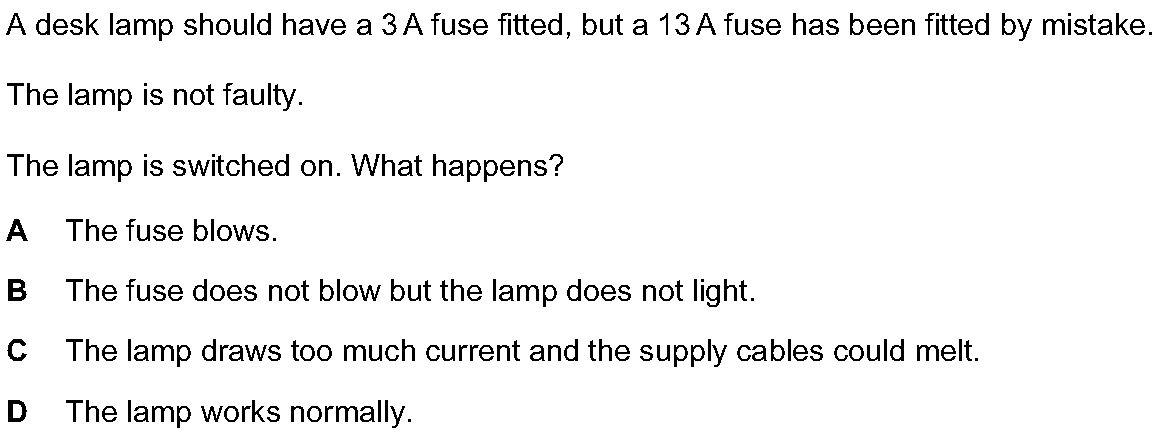 A desk lamp should have a 3 A fuse fitted, but a 13 A fuse has been fitted by mistake.
The lamp is not faulty.
The lamp is switched on. What happens?
A The fuse blows.
B The fuse does not blow but the lamp does not light.
C The lamp draws too much current and the supply cables could melt.
D The lamp works normally.